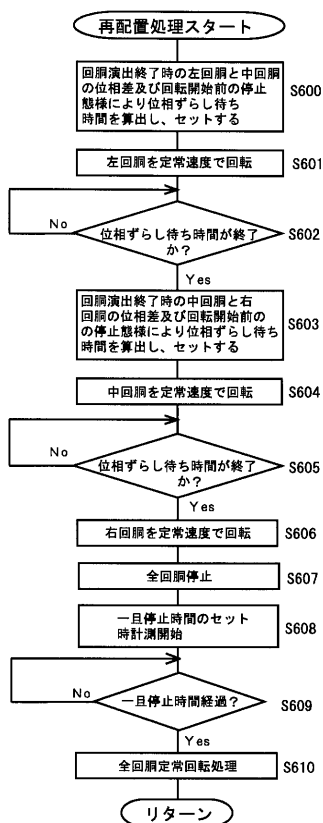 再配置処理スタート
回胴演出終了時の左回胴と中回胴
の位相差及び回転開始前の停止
態様により位相ずらし待ち
時間を算出し、セットする
S600
左回胴を定常速度で回転
S601
位相ずらし待ち時間が終了
か？
S602
No
Yes
回胴演出終了時の中回胴と右
回胴の位相差及び回転開始前の
の停止態様により位相ずらし待ち
時間を算出し、セットする
S603
中回胴を定常速度で回転
S604
No
位相ずらし待ち時間が終了
か？
S605
Yes
右回胴を定常速度で回転
S606
全回胴停止
S607
一旦停止時間のセット
時計測開始
S608
No
一旦停止時間経過？
S609
Yes
全回胴定常回転処理
S610
リターン